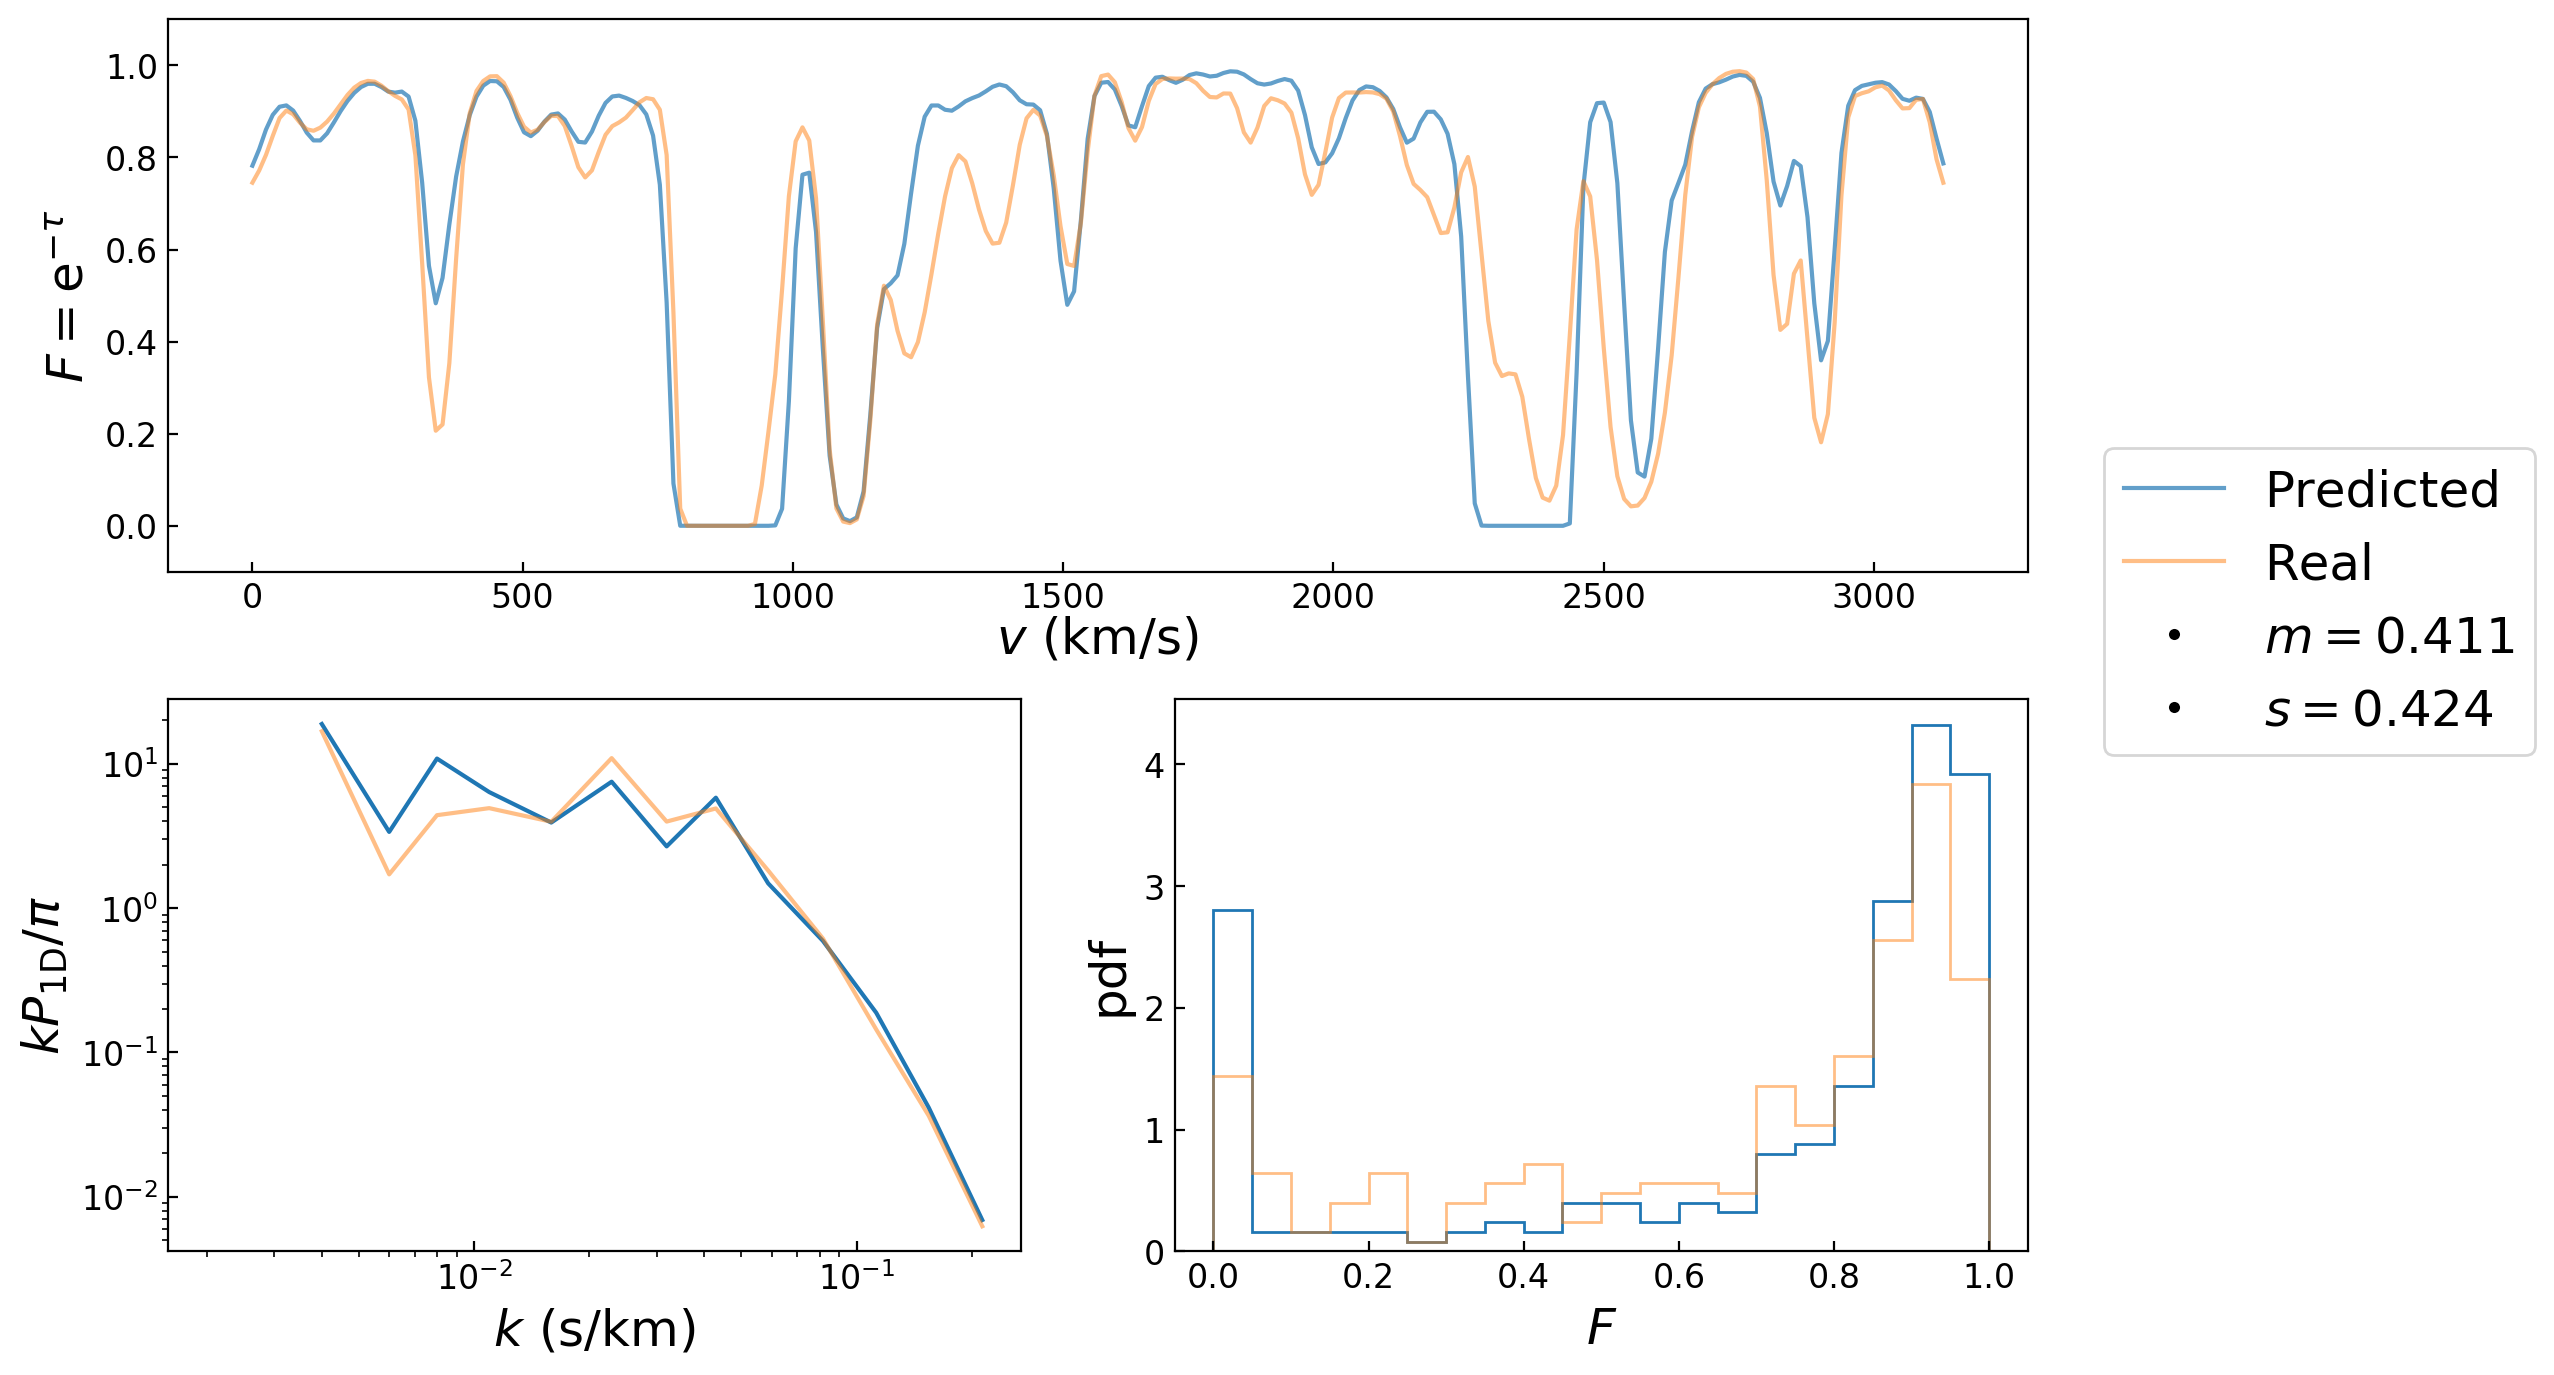 1.0
0.8
0.6
0.4
0.2
0.0
F = e^{−τ}
0 500 1000 1500 2000 2500 3000
v (km/s)
Predicted
Real
m = 0.411
s = 0.424
10^1
10^0
10^{−1}
10^{−2}
kP_{1D}/π
10^{−2} 10^{−1}
k (s/km)
4
3
2
1
0
pdf
0.0 0.2 0.4 0.6 0.8 1.0
F